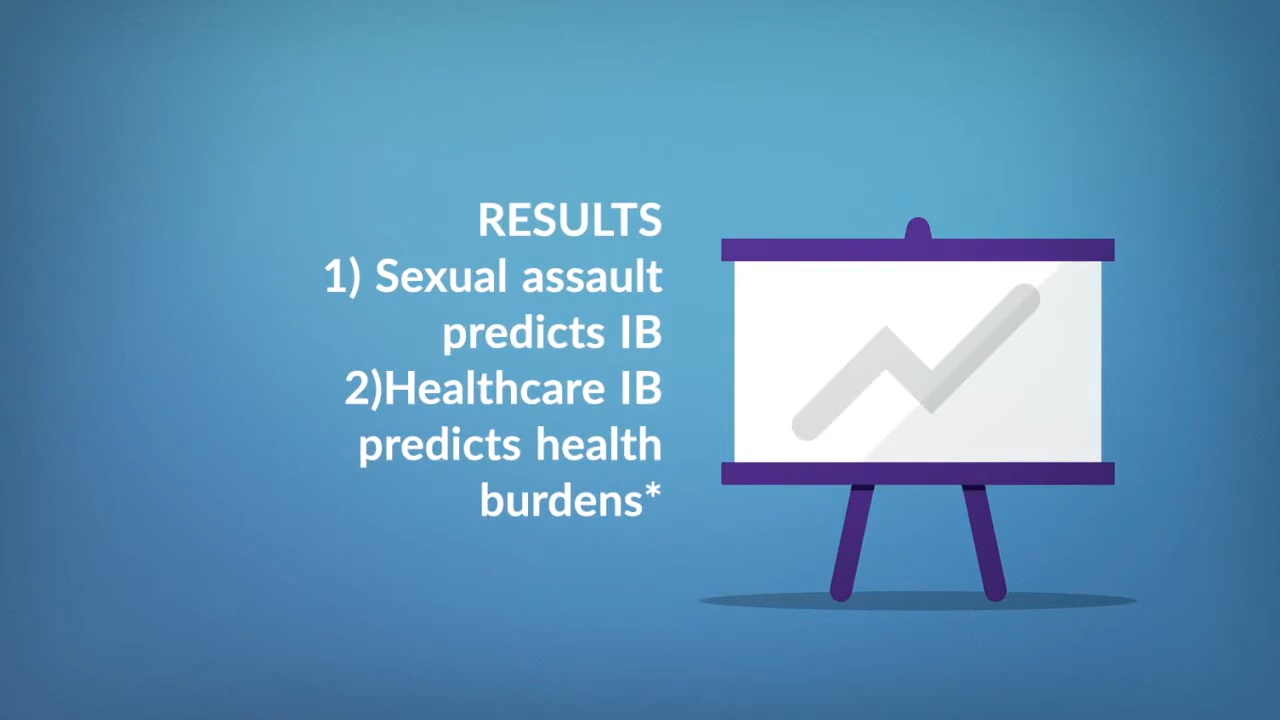 RESULTS
1) Sexual assault
predicts IB
2)Healthcare IB
predicts health
burdens*